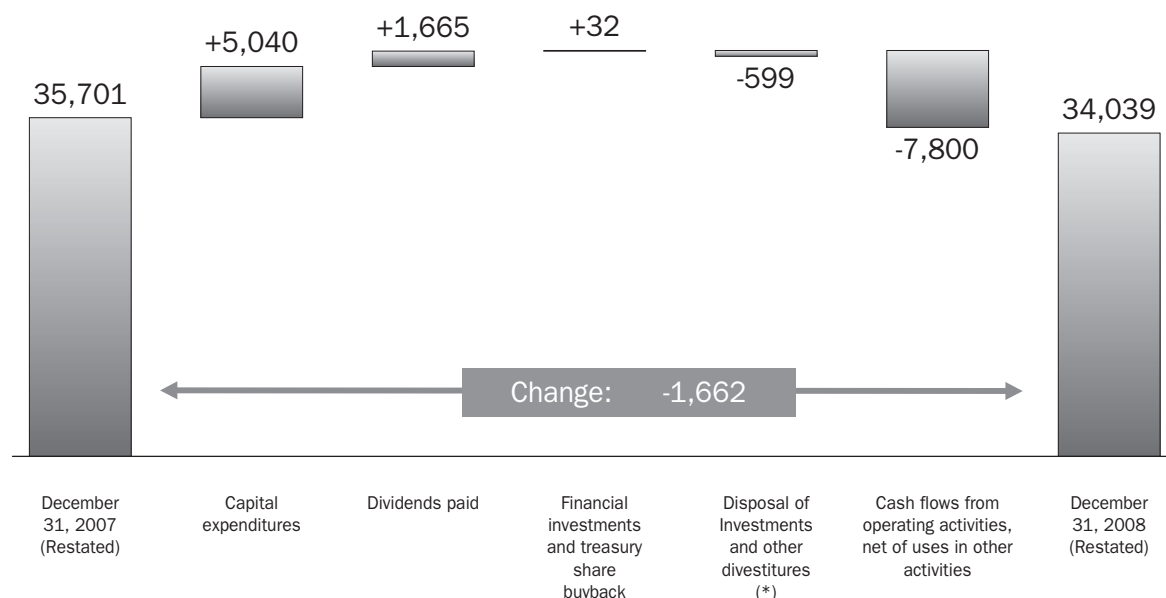 +5,040
+1,665
+32
-599
-7,800
35,701
34,039
Change: -1,662
December
31, 2007
(Restated)
Capital
expenditures
Dividends paid
Financial
investments
and treasury
share
buyback
Disposal of
Investments
and other
divestitures
(*)
Cash flows from
operating activities,
net of uses in other
activities
December
31, 2008
(Restated)